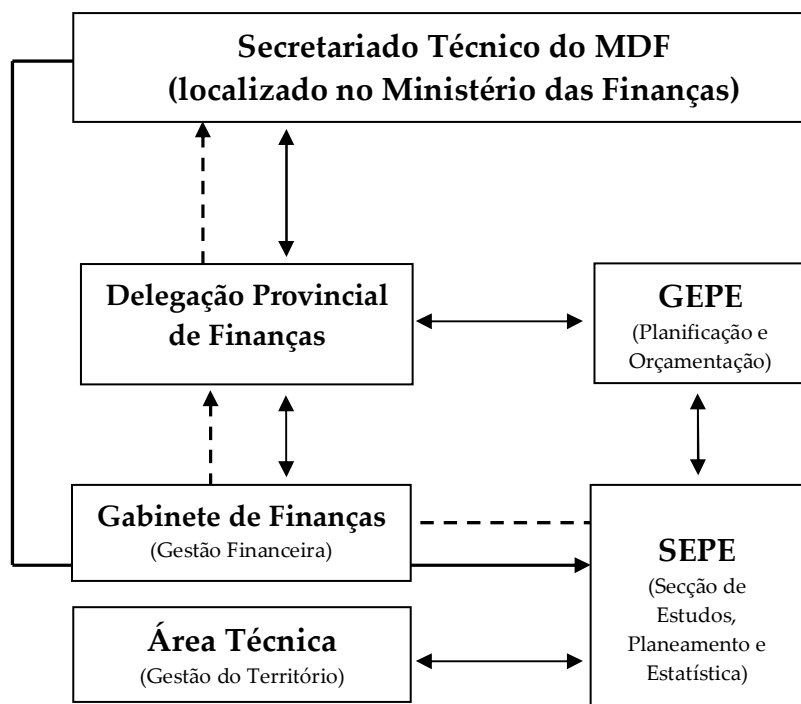 Secretariado Técnico do MDF
(localizado no Ministério das Finanças)
Delegação Provincial
de Finanças
GEPE
(Planificação e
Orçamentação)
Gabinete de Finanças
(Gestão Financeira)
SEPE
(Secção de
Estudos,
Planeamento e
Estatística)
Área Técnica
(Gestão do Território)